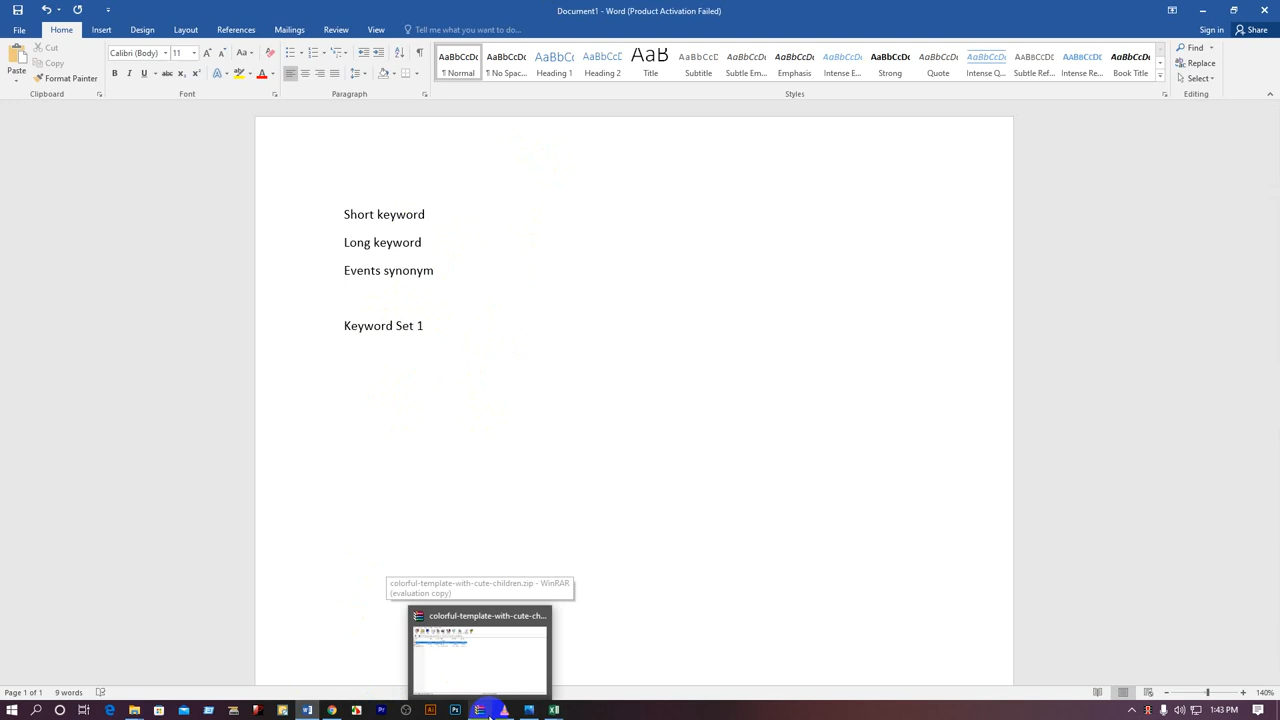 Document1 - Word (Product Activation Failed)
File Home Insert Design Layout References Mailings Review View Tell me what you want to do... Sign in Share
Paste Cut Copy Format Painter
Calibri (Body) 11
AaBbCcDc AaBbCcDc AaBbCc AaBbCcD AaB AaBbCcD AaBbCcDc AaBbCcDc AaBbCcDc AaBbCcDc AaBbCcDc AaBbCcDc AaBbCcDc AaBbCcDc AaBbCcDc
¶ Normal ¶ No Spac... Heading 1 Heading 2 Title Subtitle Subtle Em... Emphasis Intense E... Strong Quote Intense Q... Subtle Ref... Intense Re... Book Title
Find
Replace
Select
Clipboard Font Paragraph Styles Editing
Short keyword
Long keyword
Events synonym
Keyword Set 1
colorful-template-with-cute-children.zip - WinRAR
(evaluation copy)
colorful-template-with-cute-ch...
Page 1 of 1 9 words 140%
1:43 PM